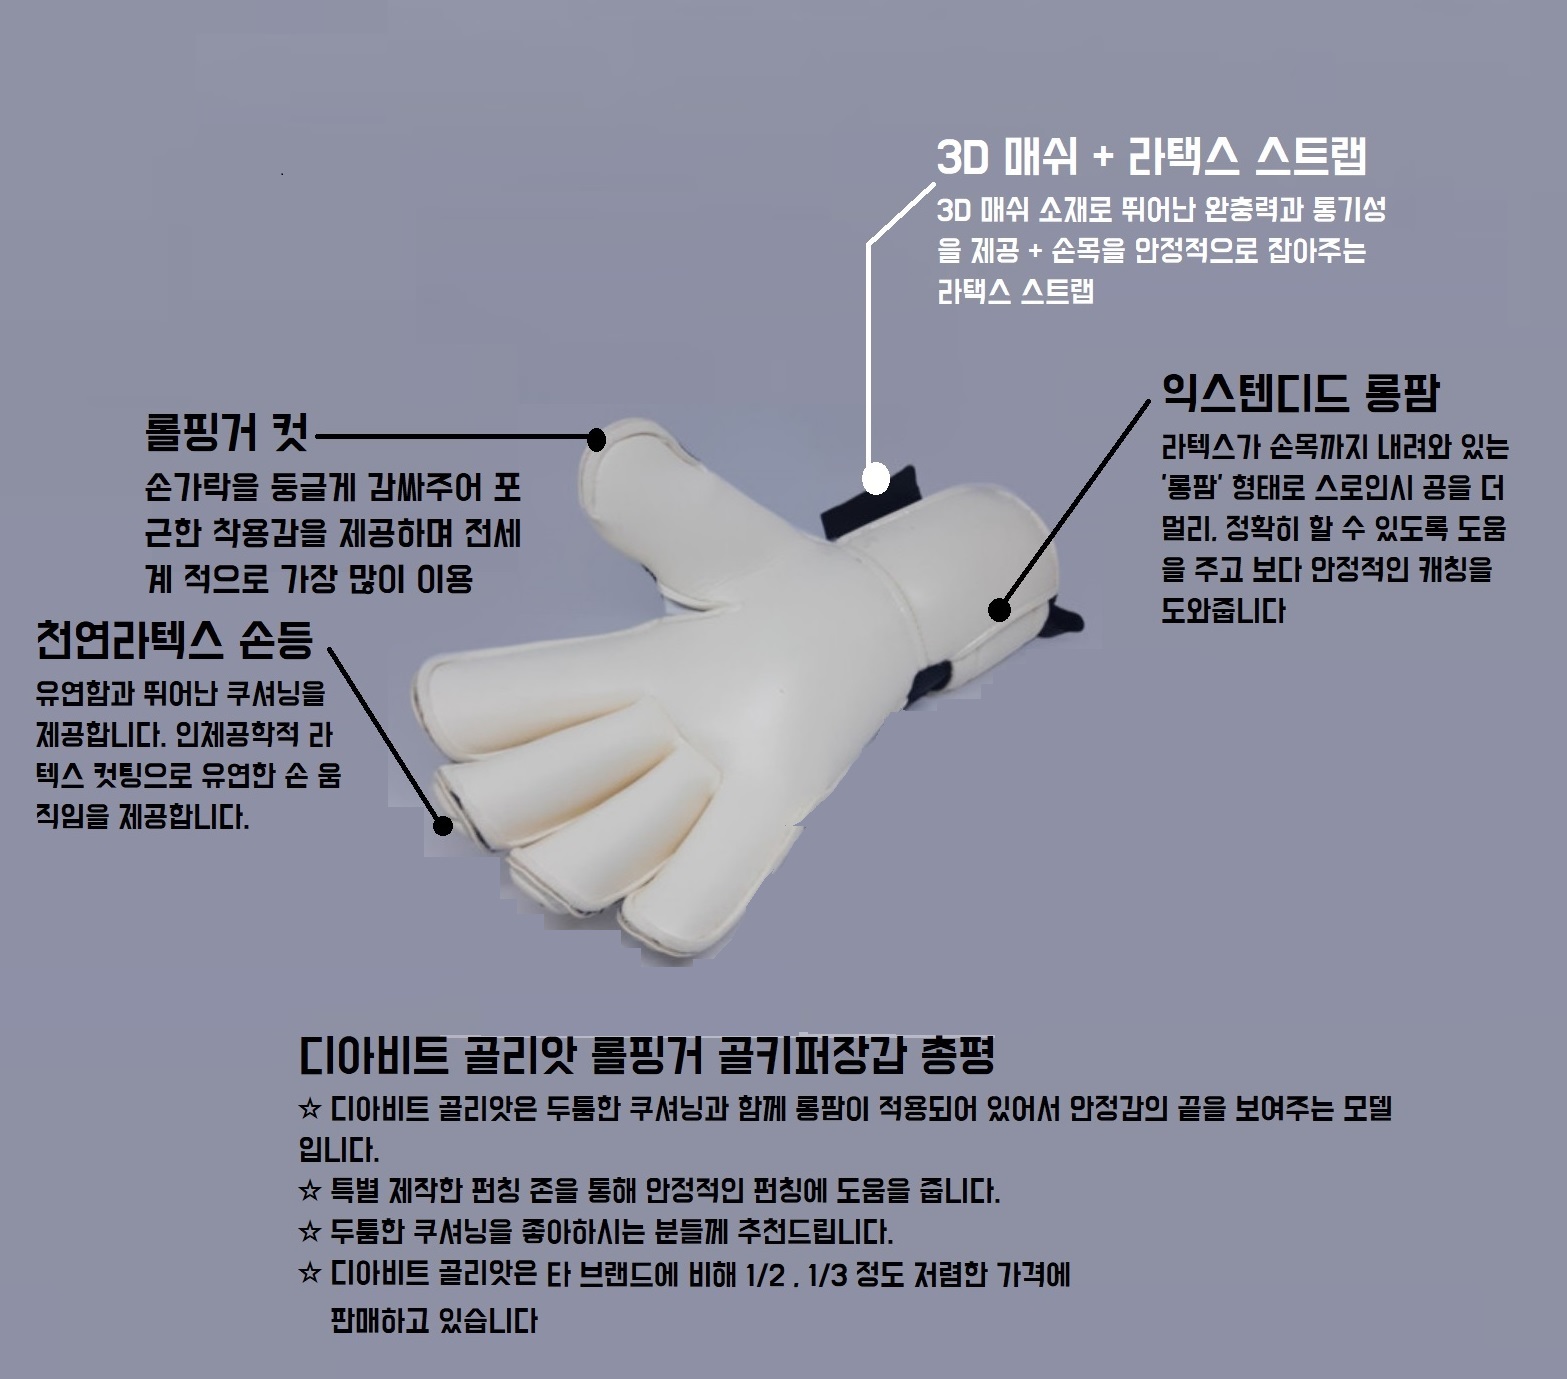 3D 매쉬 + 라택스 스트랩
3D 매쉬 소재로 뛰어난 완충력과 통기성
을 제공 + 손목을 안정적으로 잡아주는
라택스 스트랩
익스텐디드 롱팜
라텍스가 손목까지 내려와 있는
'롱팜' 형태로 스로인시 공을 더
멀리, 정확히 할 수 있도록 도움
을 주고 보다 안정적인 캐칭을
도와줍니다
롤핑거 컷
손가락을 둥글게 감싸주어 포
근한 착용감을 제공하며 전세
계 적으로 가장 많이 이용
천연라텍스 손등
유연함과 뛰어난 쿠셔닝을
제공합니다. 인체공학적 라
텍스 컷팅으로 유연한 손 움
직임을 제공합니다.
디아비트 골리앗 롤핑거 골키퍼장갑 총평
☆ 디아비트 골리앗은 두툼한 쿠셔닝과 함께 롱팜이 적용되어 있어서 안정감의 끝을 보여주는 모델
입니다.
☆ 특별 제작한 펀칭 존을 통해 안정적인 펀칭에 도움을 줍니다.
☆ 두툼한 쿠셔닝을 좋아하시는 분들께 추천드립니다.
☆ 디아비트 골리앗은 타 브랜드에 비해 1/2 , 1/3 정도 저렴한 가격에
판매하고 있습니다